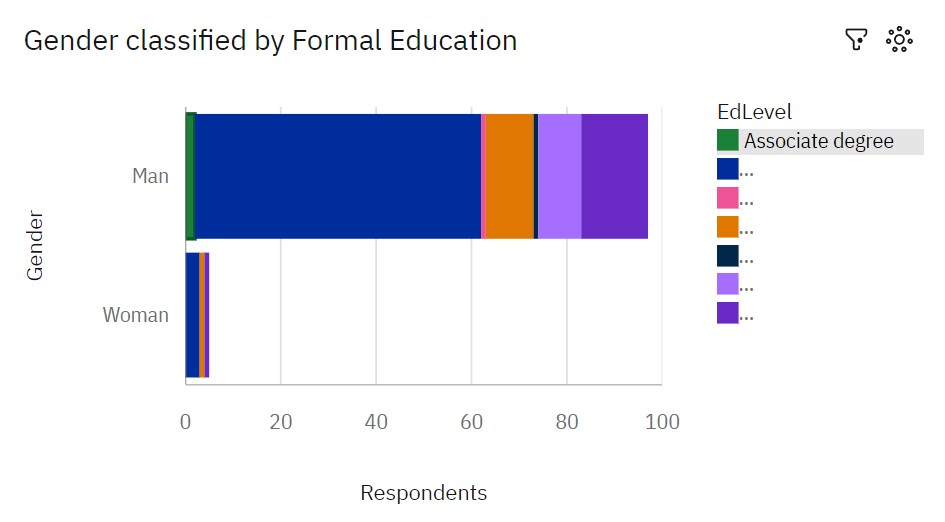 Gender classified by Formal Education
EdLevel
Associate degree
...
...
...
...
...
...
Gender
Man
Woman
0 20 40 60 80 100
Respondents